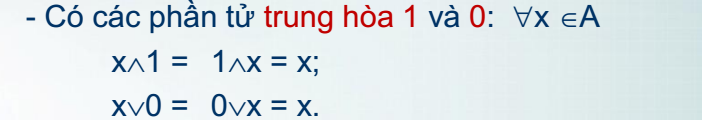 - Có các phần tử trung hòa 1 và 0: ∀x ∈A
x∧1 = 1∧x = x;
x∨0 = 0∨x = x.